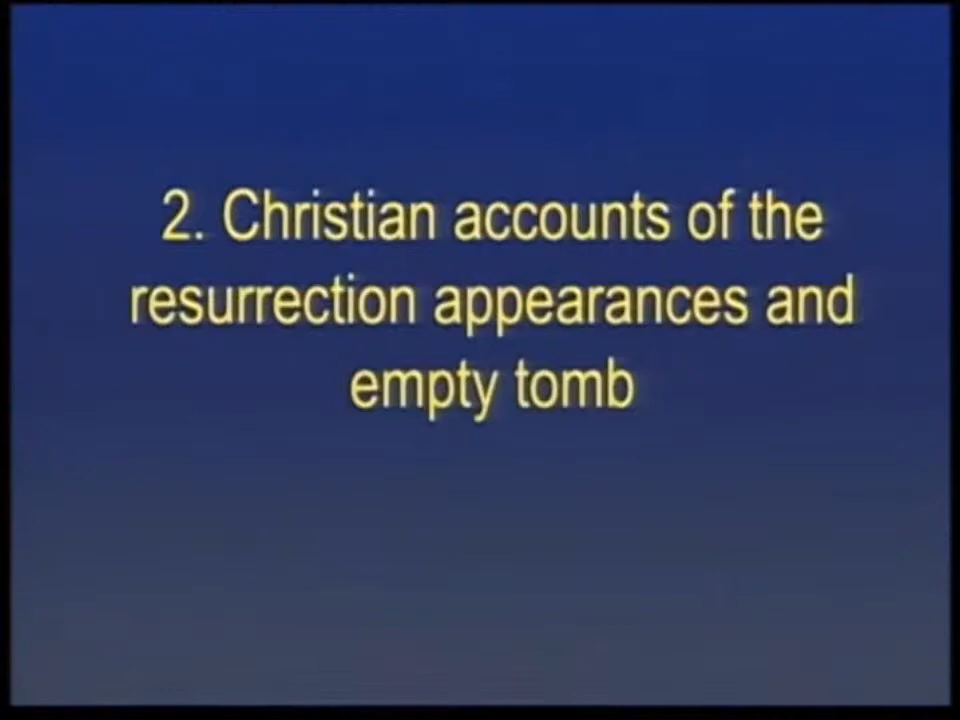 2. Christian accounts of the
resurrection appearances and
empty tomb